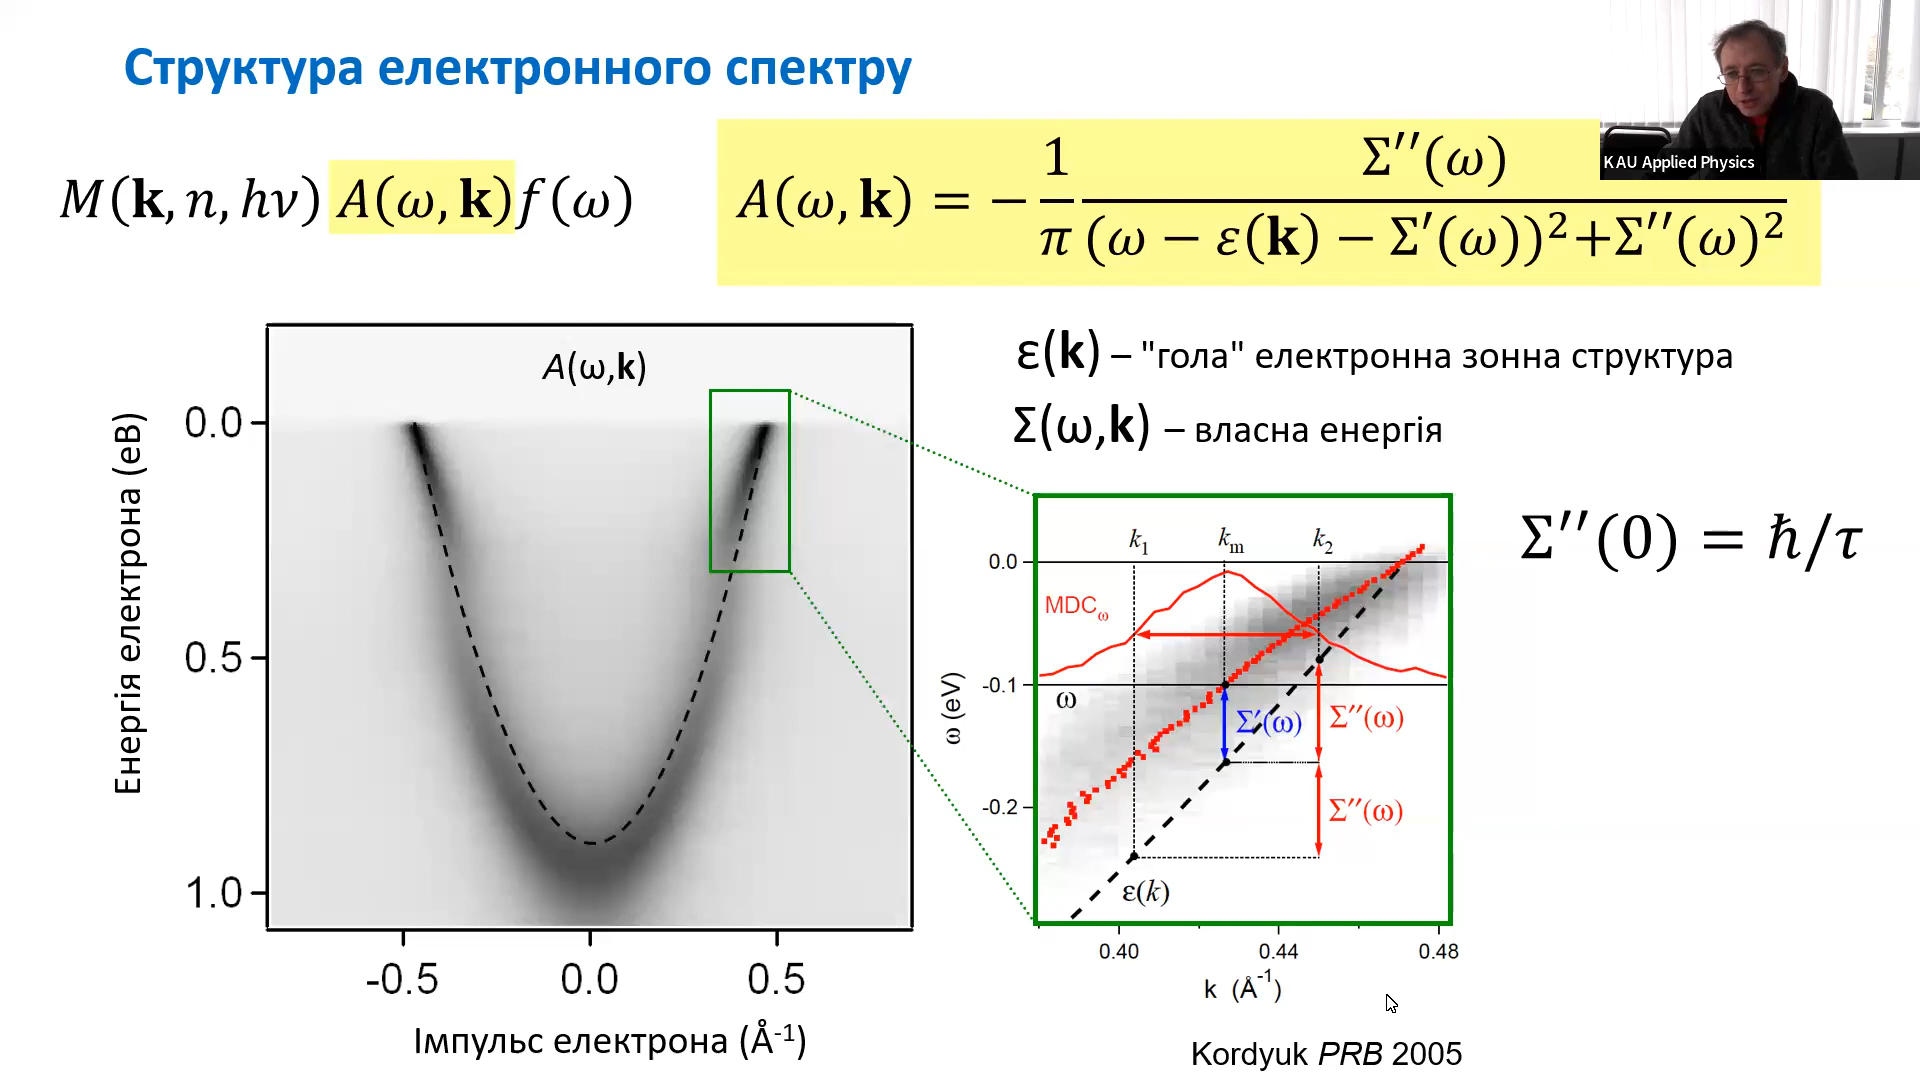 Структура електронного спектру
KAU Applied Physics
M(k, n, hν) A(ω, k)f(ω)
A(ω, k) = − 1/π Σ′′(ω) / (ω − ε(k) − Σ′(ω))²+Σ′′(ω)²
A(ω,k)
Енергія електрона (еВ)
0.0
0.5
1.0
-0.5 0.0 0.5
Імпульс електрона (Å-1)
ε(k) – "гола" електронна зонна структура
Σ(ω,k) – власна енергія
Σ′′(0) = ħ/τ
k1 km k2
0.0
MDCω
-0.1
ω
Σ′(ω) Σ′′(ω)
-0.2
Σ′′(ω)
ε(k)
ω (eV)
0.40 0.44 0.48
k (Å-1)
Kordyuk PRB 2005